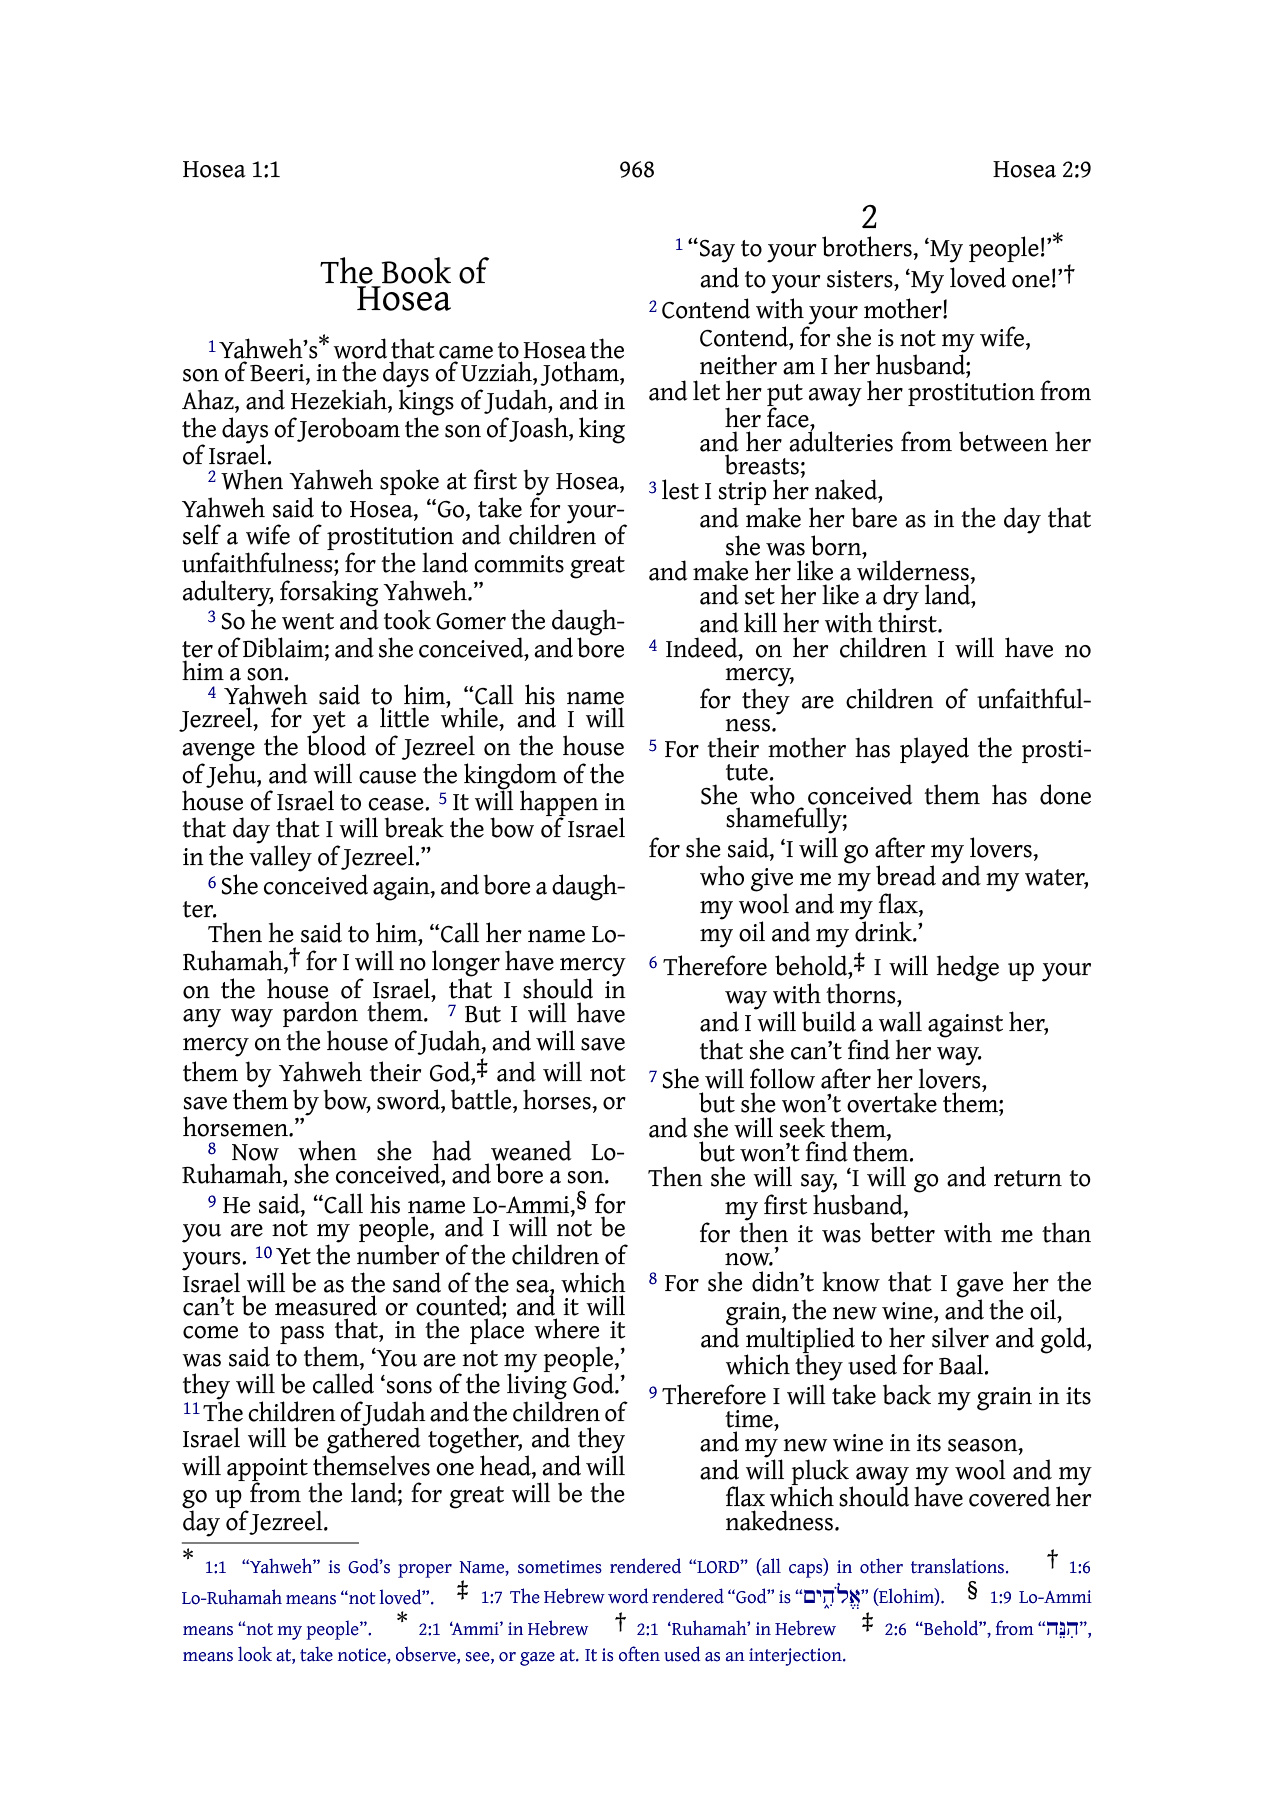 Hosea 1:1 968 Hosea 2:9
The Book of
Hosea
1 Yahweh’s* word that came to Hosea the
son of Beeri, in the days of Uzziah, Jotham,
Ahaz, and Hezekiah, kings of Judah, and in
the days of Jeroboam the son of Joash, king
of Israel.
2 When Yahweh spoke at first by Hosea,
Yahweh said to Hosea, “Go, take for your-
self a wife of prostitution and children of
unfaithfulness; for the land commits great
adultery, forsaking Yahweh.”
3 So he went and took Gomer the daugh-
ter of Diblaim; and she conceived, and bore
him a son.
4 Yahweh said to him, “Call his name
Jezreel, for yet a little while, and I will
avenge the blood of Jezreel on the house
of Jehu, and will cause the kingdom of the
house of Israel to cease. 5 It will happen in
that day that I will break the bow of Israel
in the valley of Jezreel.”
6 She conceived again, and bore a daugh-
ter.
Then he said to him, “Call her name Lo-
Ruhamah,† for I will no longer have mercy
on the house of Israel, that I should in
any way pardon them. 7 But I will have
mercy on the house of Judah, and will save
them by Yahweh their God,‡ and will not
save them by bow, sword, battle, horses, or
horsemen.”
8 Now when she had weaned Lo-
Ruhamah, she conceived, and bore a son.
9 He said, “Call his name Lo-Ammi,§ for
you are not my people, and I will not be
yours. 10 Yet the number of the children of
Israel will be as the sand of the sea, which
can’t be measured or counted; and it will
come to pass that, in the place where it
was said to them, ‘You are not my people,’
they will be called ‘sons of the living God.’
11 The children of Judah and the children of
Israel will be gathered together, and they
will appoint themselves one head, and will
go up from the land; for great will be the
day of Jezreel.
2
1 “Say to your brothers, ‘My people!’*
and to your sisters, ‘My loved one!’†
2 Contend with your mother!
Contend, for she is not my wife,
neither am I her husband;
and let her put away her prostitution from
her face,
and her adulteries from between her
breasts;
3 lest I strip her naked,
and make her bare as in the day that
she was born,
and make her like a wilderness,
and set her like a dry land,
and kill her with thirst.
4 Indeed, on her children I will have no
mercy,
for they are children of unfaithful-
ness.
5 For their mother has played the prosti-
tute.
She who conceived them has done
shamefully;
for she said, ‘I will go after my lovers,
who give me my bread and my water,
my wool and my flax,
my oil and my drink.’
6 Therefore behold,‡ I will hedge up your
way with thorns,
and I will build a wall against her,
that she can’t find her way.
7 She will follow after her lovers,
but she won’t overtake them;
and she will seek them,
but won’t find them.
Then she will say, ‘I will go and return to
my first husband,
for then it was better with me than
now.’
8 For she didn’t know that I gave her the
grain, the new wine, and the oil,
and multiplied to her silver and gold,
which they used for Baal.
9 Therefore I will take back my grain in its
time,
and my new wine in its season,
and will pluck away my wool and my
flax which should have covered her
nakedness.
* 1:1 “Yahweh” is God’s proper Name, sometimes rendered “LORD” (all caps) in other translations. † 1:6
Lo-Ruhamah means “not loved”. ‡ 1:7 The Hebrew word rendered “God” is “אֱלֹהִ֑ים” (Elohim). § 1:9 Lo-Ammi
means “not my people”. * 2:1 ‘Ammi’ in Hebrew † 2:1 ‘Ruhamah’ in Hebrew ‡ 2:6 “Behold”, from “הִנֵּה”,
means look at, take notice, observe, see, or gaze at. It is often used as an interjection.